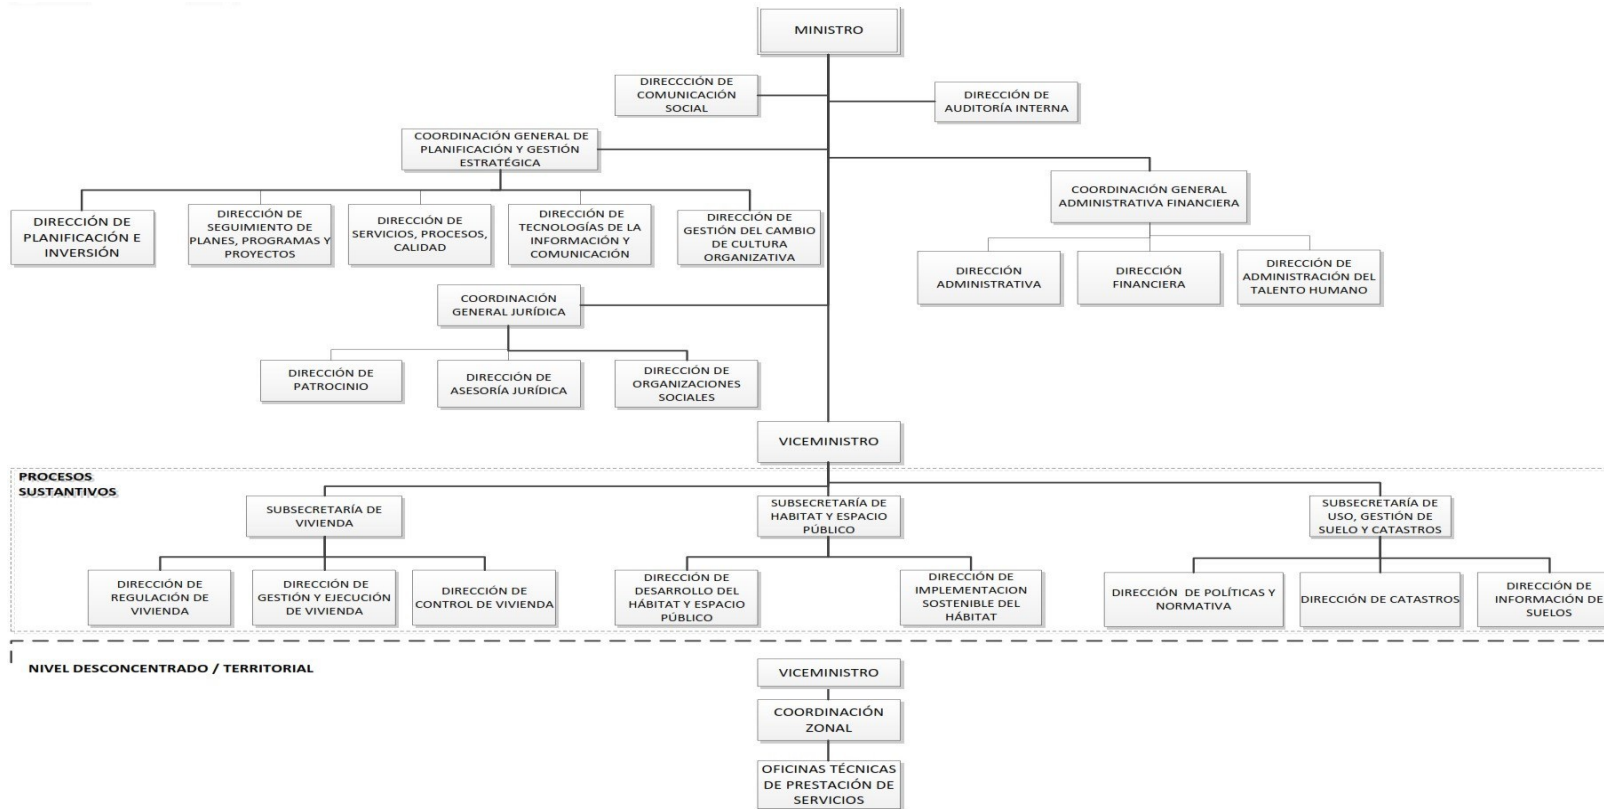 MINISTRO
DIRECCCIÓN DE
COMUNICACIÓN
SOCIAL
DIRECCIÓN DE
AUDITORÍA INTERNA
COORDINACIÓN GENERAL DE
PLANIFICACIÓN Y GESTIÓN
ESTRATÉGICA
COORDINACIÓN GENERAL
ADMINISTRATIVA FINANCIERA
DIRECCIÓN DE
PLANIFICACIÓN E
INVERSIÓN
DIRECCIÓN DE
SEGUIMIENTO DE
PLANES, PROGRAMAS Y
PROYECTOS
DIRECCIÓN DE
SERVICIOS, PROCESOS,
CALIDAD
DIRECCIÓN DE
TECNOLOGÍAS DE LA
INFORMACIÓN Y
COMUNICACIÓN
DIRECCIÓN DE
GESTIÓN DEL CAMBIO
DE CULTURA
ORGANIZATIVA
DIRECCIÓN
ADMINISTRATIVA
DIRECCIÓN
FINANCIERA
DIRECCIÓN DE
ADMINISTRACIÓN DEL
TALENTO HUMANO
COORDINACIÓN
GENERAL JURÍDICA
DIRECCIÓN DE
PATROCINIO
DIRECCIÓN DE
ASESORÍA JURÍDICA
DIRECCIÓN DE
ORGANIZACIONES
SOCIALES
VICEMINISTRO
PROCESOS
SUSTANTIVOS
SUBSECRETARÍA DE
VIVIENDA
SUBSECRETARÍA DE
HABITAT Y ESPACIO
PÚBLICO
SUBSECRETARÍA DE
USO, GESTIÓN DE
SUELO Y CATASTROS
DIRECCIÓN DE
REGULACIÓN DE
VIVIENDA
DIRECCIÓN DE
GESTIÓN Y EJECUCIÓN
DE VIVIENDA
DIRECCIÓN DE
CONTROL DE VIVIENDA
DIRECCIÓN DE
DESARROLLO DEL
HÁBITAT Y ESPACIO
PÚBLICO
DIRECCIÓN DE
IMPLEMENTACION
SOSTENIBLE DEL
HÁBITAT
DIRECCIÓN DE POLÍTICAS Y
NORMATIVA
DIRECCIÓN DE CATASTROS
DIRECCIÓN DE
INFORMACIÓN DE
SUELOS
NIVEL DESCONCENTRADO / TERRITORIAL
VICEMINISTRO
COORDINACIÓN
ZONAL
OFICINAS TÉCNICAS
DE PRESTACIÓN DE
SERVICIOS